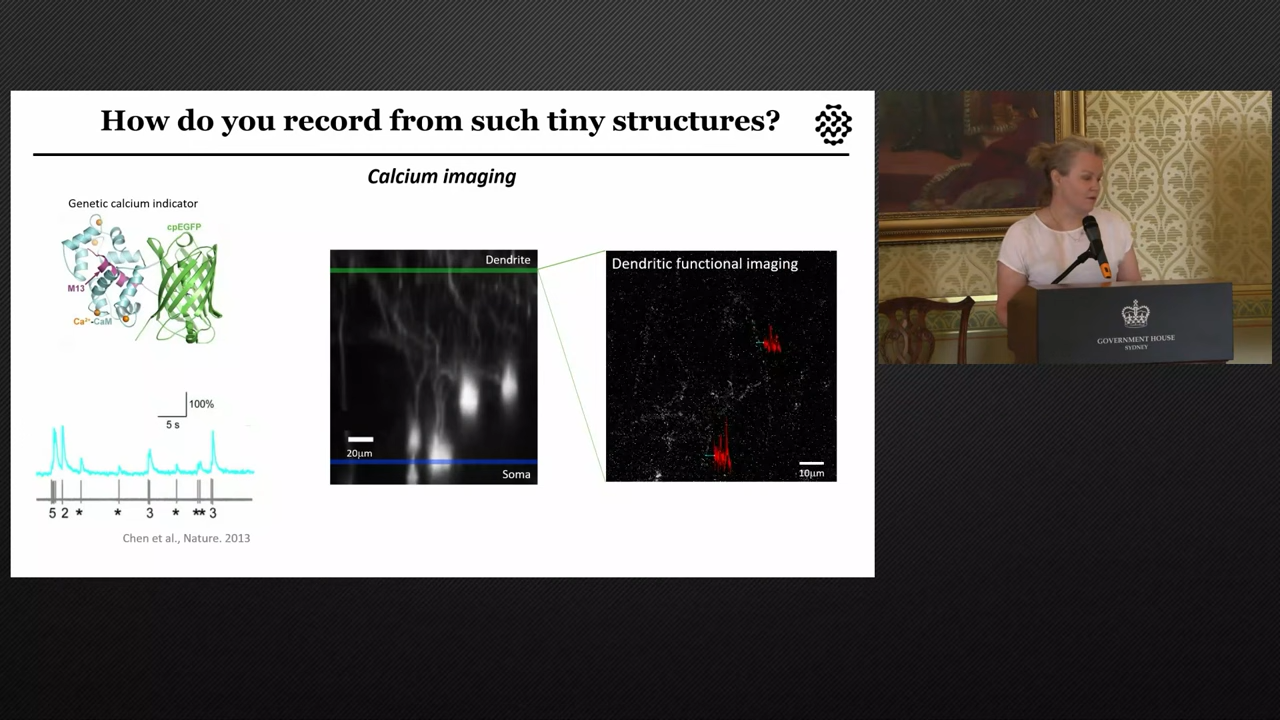 How do you record from such tiny structures?
Calcium imaging
Genetic calcium indicator
cpEGFP
M13
Ca²⁺-CaM
100%
5 s
5 2 * * 3 * ** 3
Chen et al., Nature. 2013
Dendrite
20µm
Soma
Dendritic functional imaging
10µm
GOVERNMENT HOUSE
SYDNEY